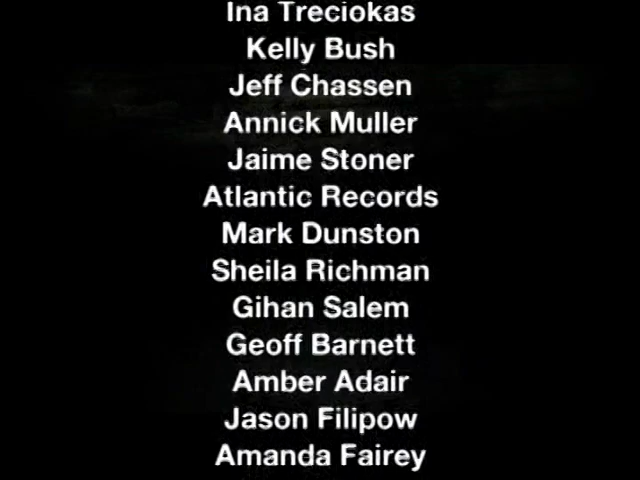 Ina Treciokas
Kelly Bush
Jeff Chassen
Annick Muller
Jaime Stoner
Atlantic Records
Mark Dunston
Sheila Richman
Gihan Salem
Geoff Barnett
Amber Adair
Jason Filipow
Amanda Fairey